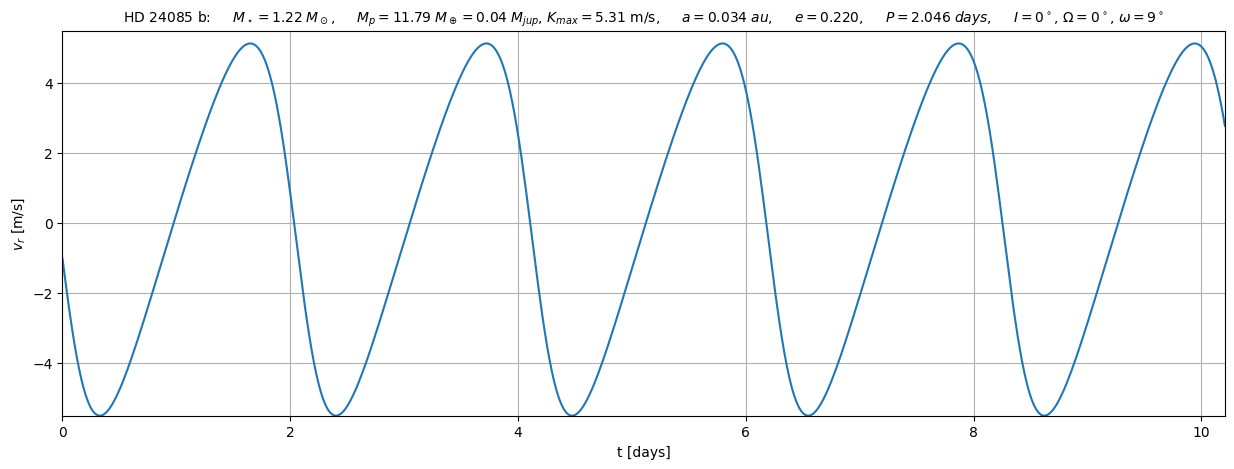 HD 24085 b: M⋆ = 1.22 M⊙, Mp = 11.79 M⊕ = 0.04 Mjup, Kmax = 5.31 m/s, a = 0.034 au, e = 0.220, P = 2.046 days, I = 0°, Ω = 0°, ω = 9°
4
2
0
−2
−4
vr [m/s]
0 2 4 6 8 10
t [days]